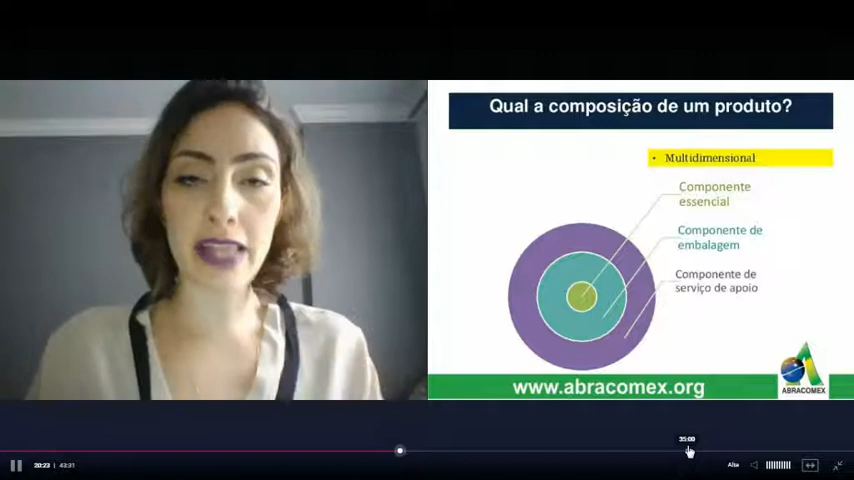 Qual a composição de um produto?
• Multidimensional
Componente
essencial
Componente de
embalagem
Componente de
serviço de apoio
www.abracomex.org
ABRACOMEX
35:00
20:23 | 43:31
Alta